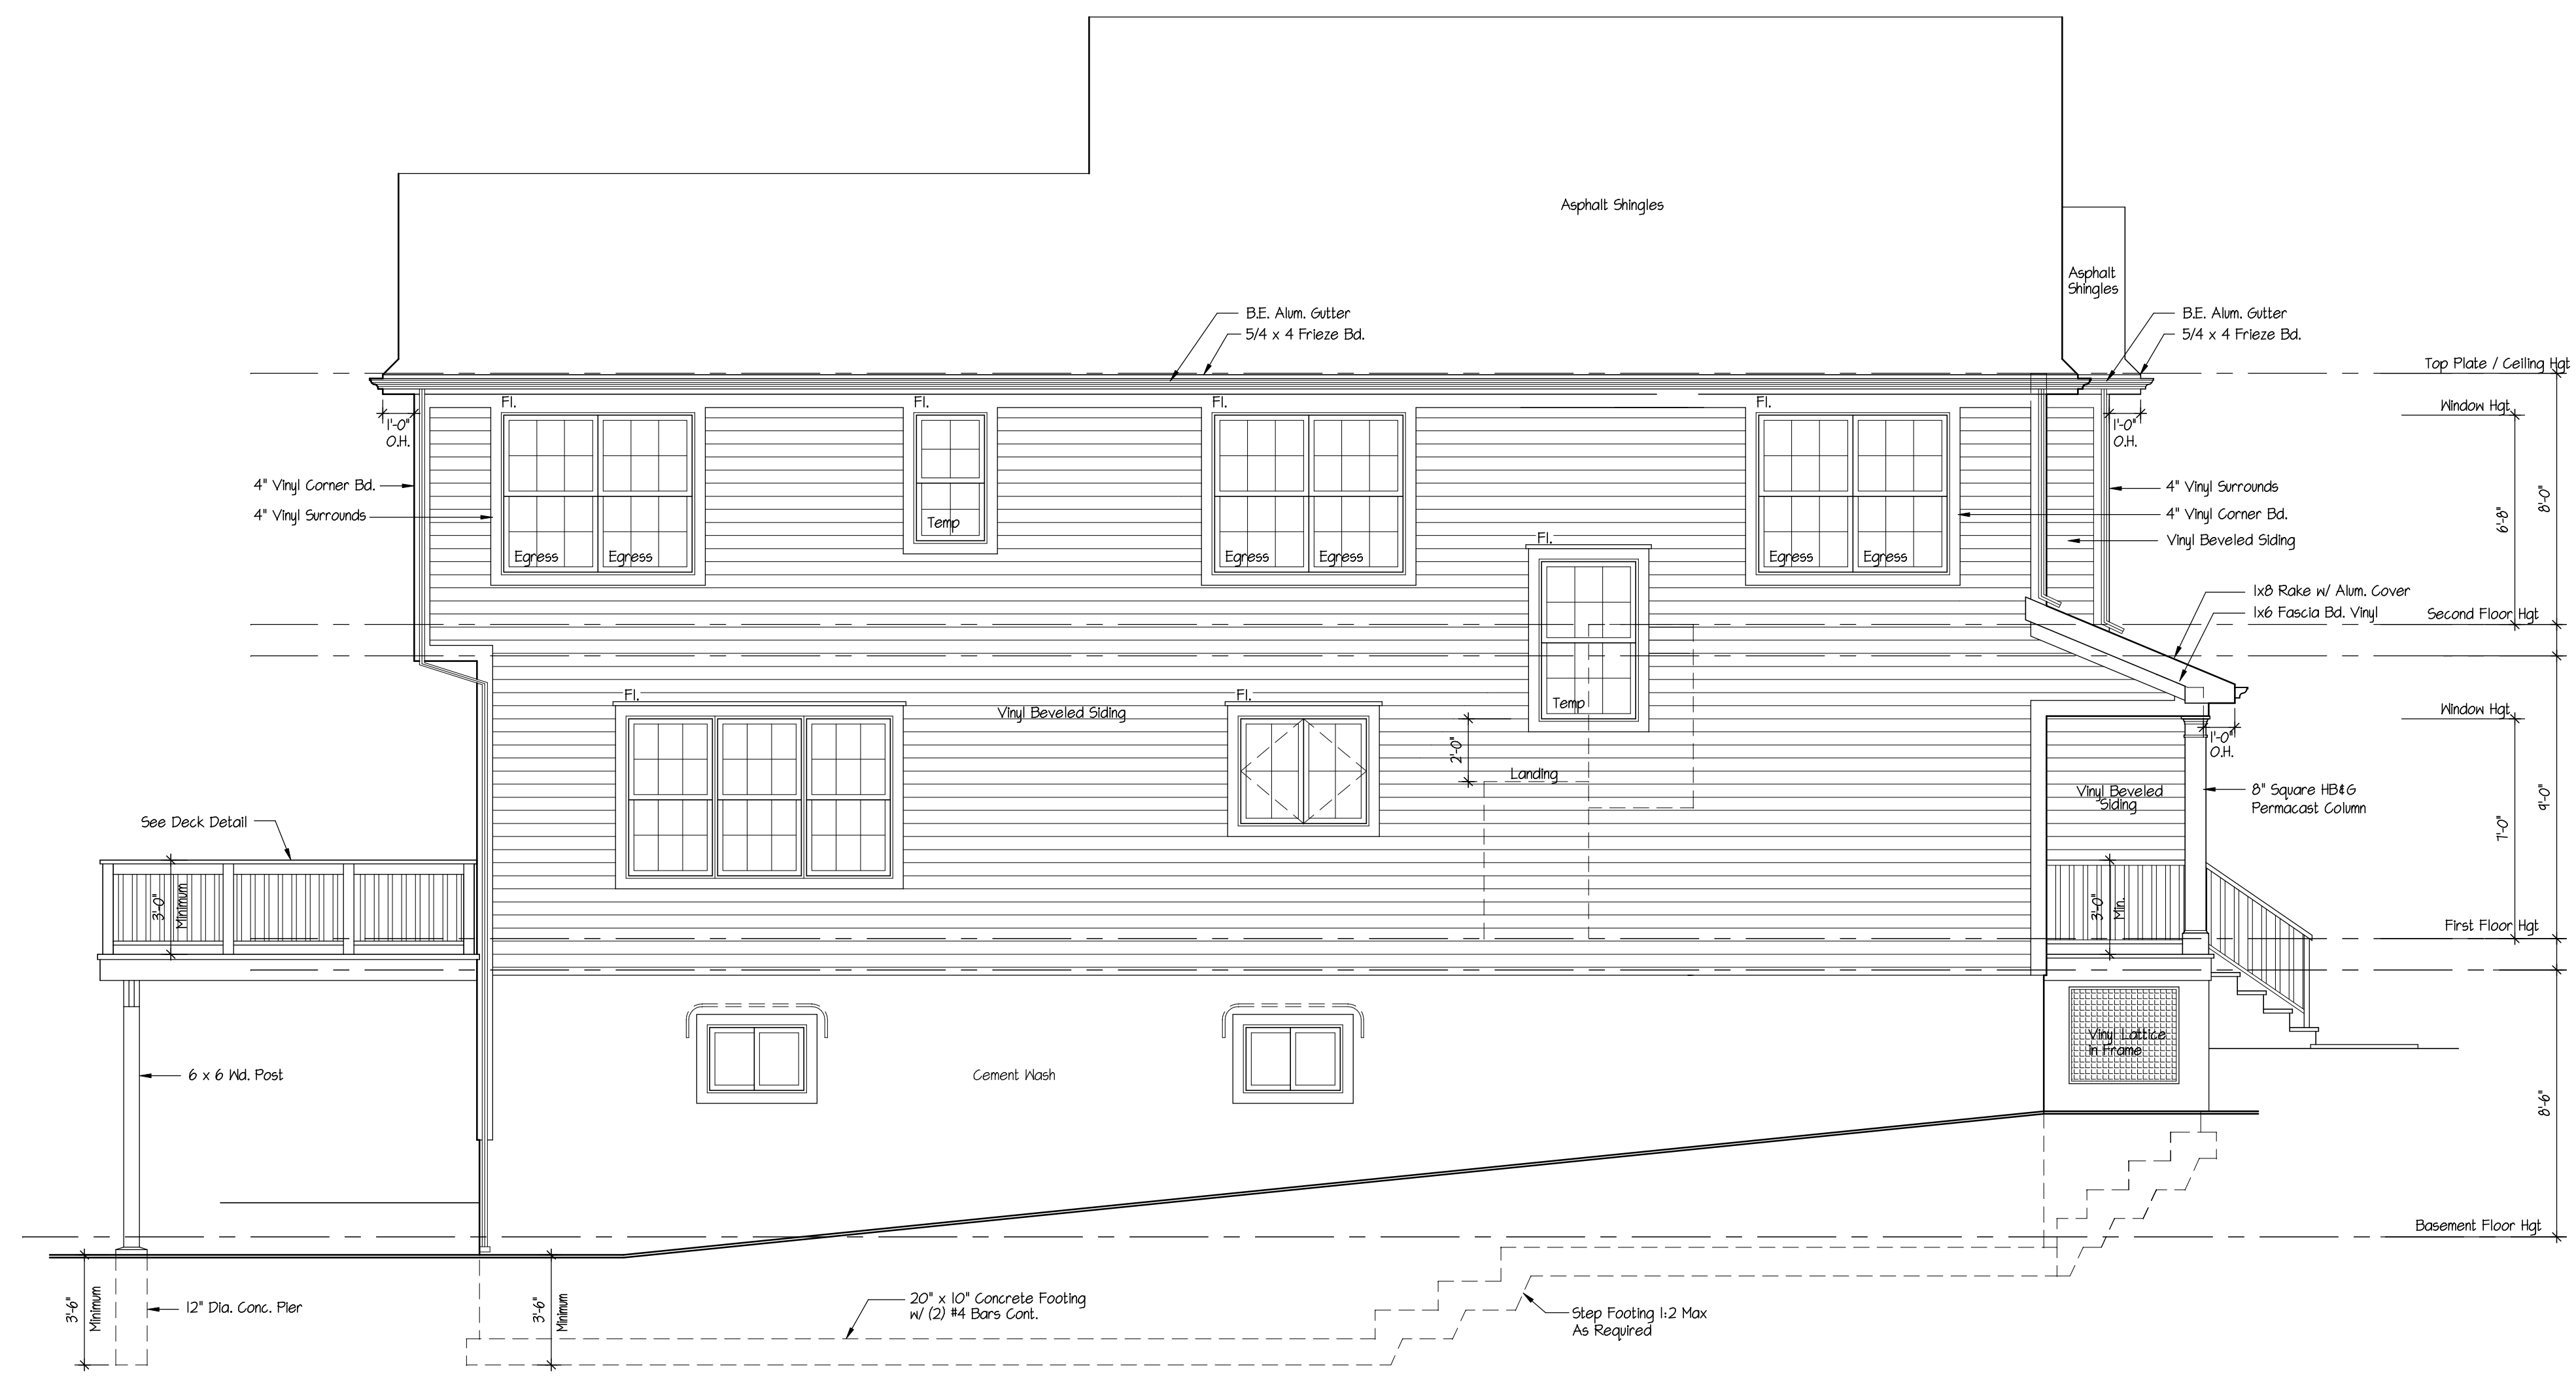 Asphalt Shingles
Asphalt
Shingles
B.E. Alum. Gutter
5/4 x 4 Frieze Bd.
B.E. Alum. Gutter
5/4 x 4 Frieze Bd.
Top Plate / Ceiling Hgt
Fl.
Fl.
Fl.
Fl.
Window Hgt
1'-0"
O.H.
1'-0"
O.H.
4" Vinyl Corner Bd.
4" Vinyl Surrounds
4" Vinyl Surrounds
4" Vinyl Corner Bd.
Vinyl Beveled Siding
6'-8"
8'-0"
Temp
Egress
Egress
Egress
Egress
Egress
Egress
Fl.
1x8 Rake w/ Alum. Cover
1x6 Fascia Bd. Vinyl
Second Floor Hgt
Fl.
Fl.
Temp
Vinyl Beveled Siding
Window Hgt
1'-0"
O.H.
2'-0"
Landing
Vinyl Beveled
Siding
8" Square HB&G
Permacast Column
9'-0"
7'-0"
See Deck Detail
3'-0"
Minimum
3'-0"
Min.
First Floor Hgt
Vinyl Lattice
in Frame
6 x 6 Wd. Post
Cement Wash
8'-6"
Basement Floor Hgt
3'-6"
Minimum
12" Dia. Conc. Pier
3'-6"
Minimum
20" x 10" Concrete Footing
w/ (2) #4 Bars Cont.
Step Footing 1:2 Max
As Required